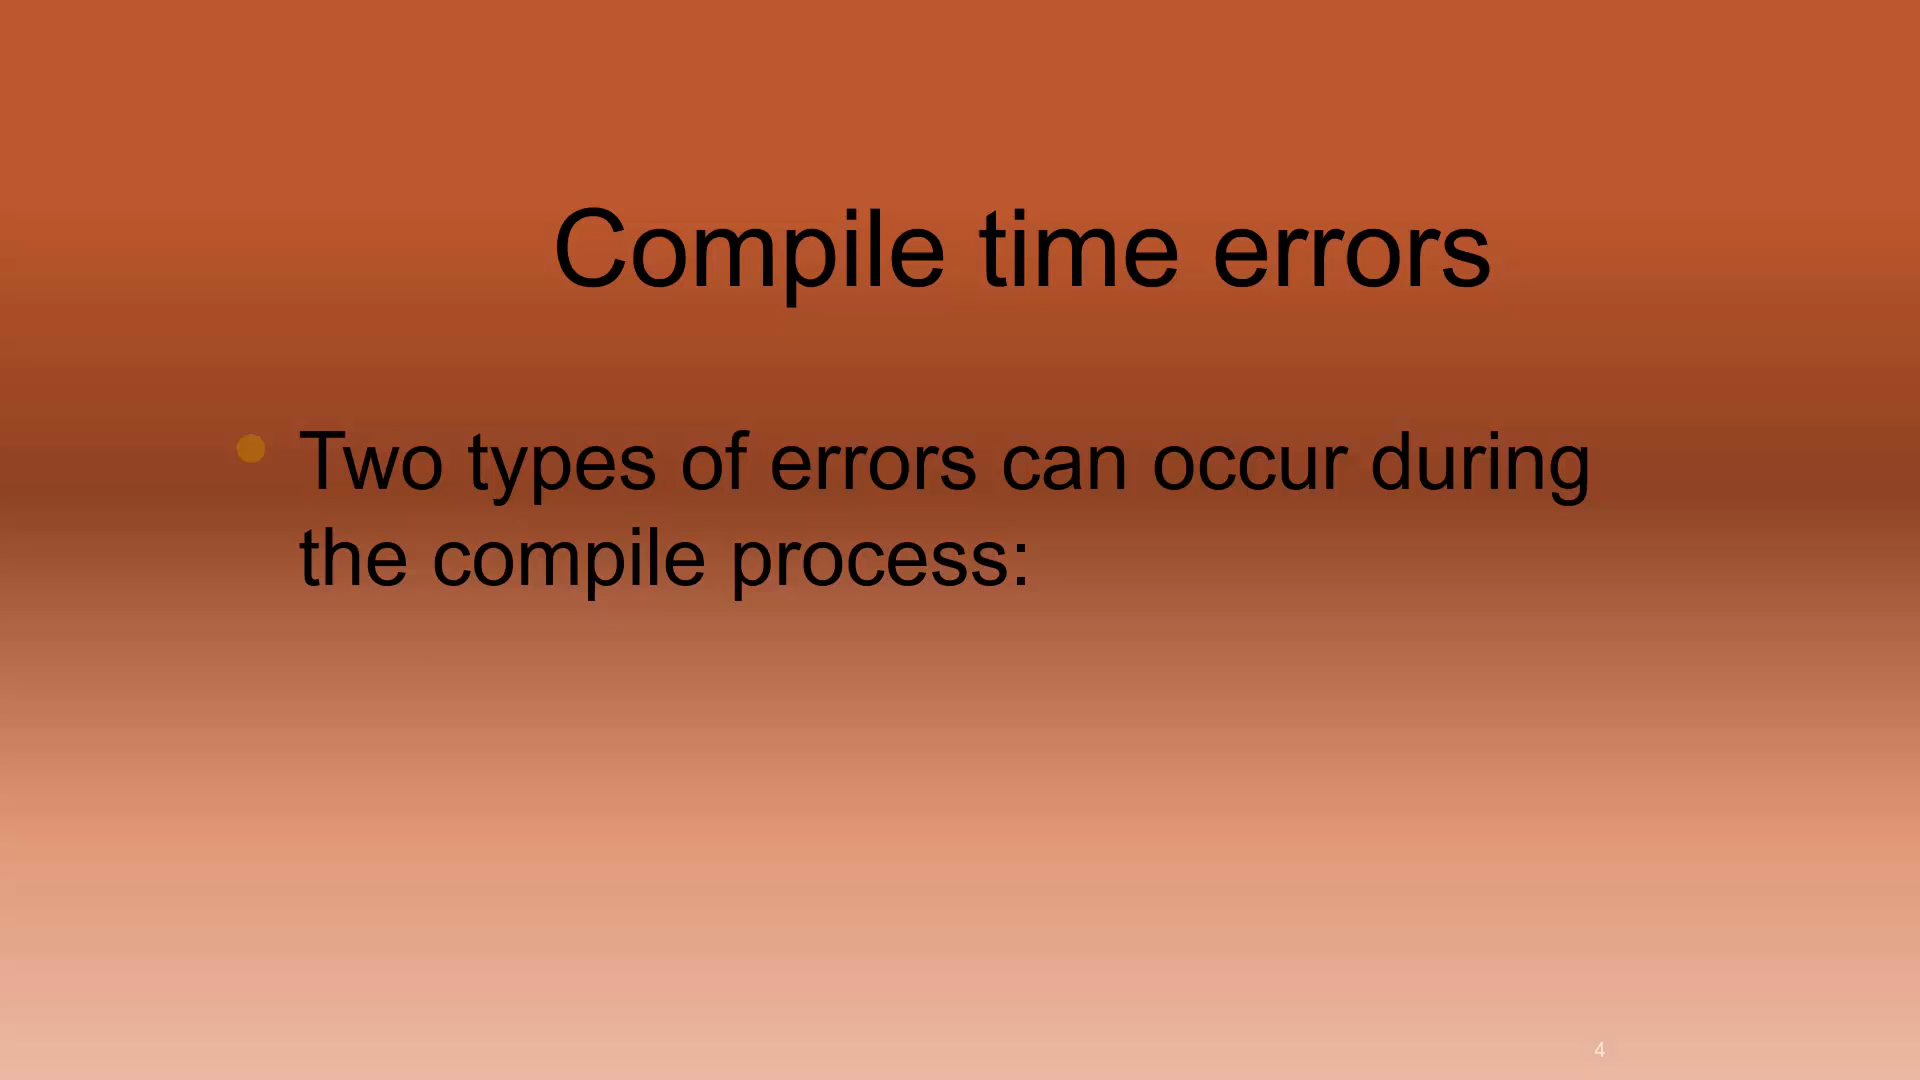 Compile time errors
Two types of errors can occur during
the compile process:
4